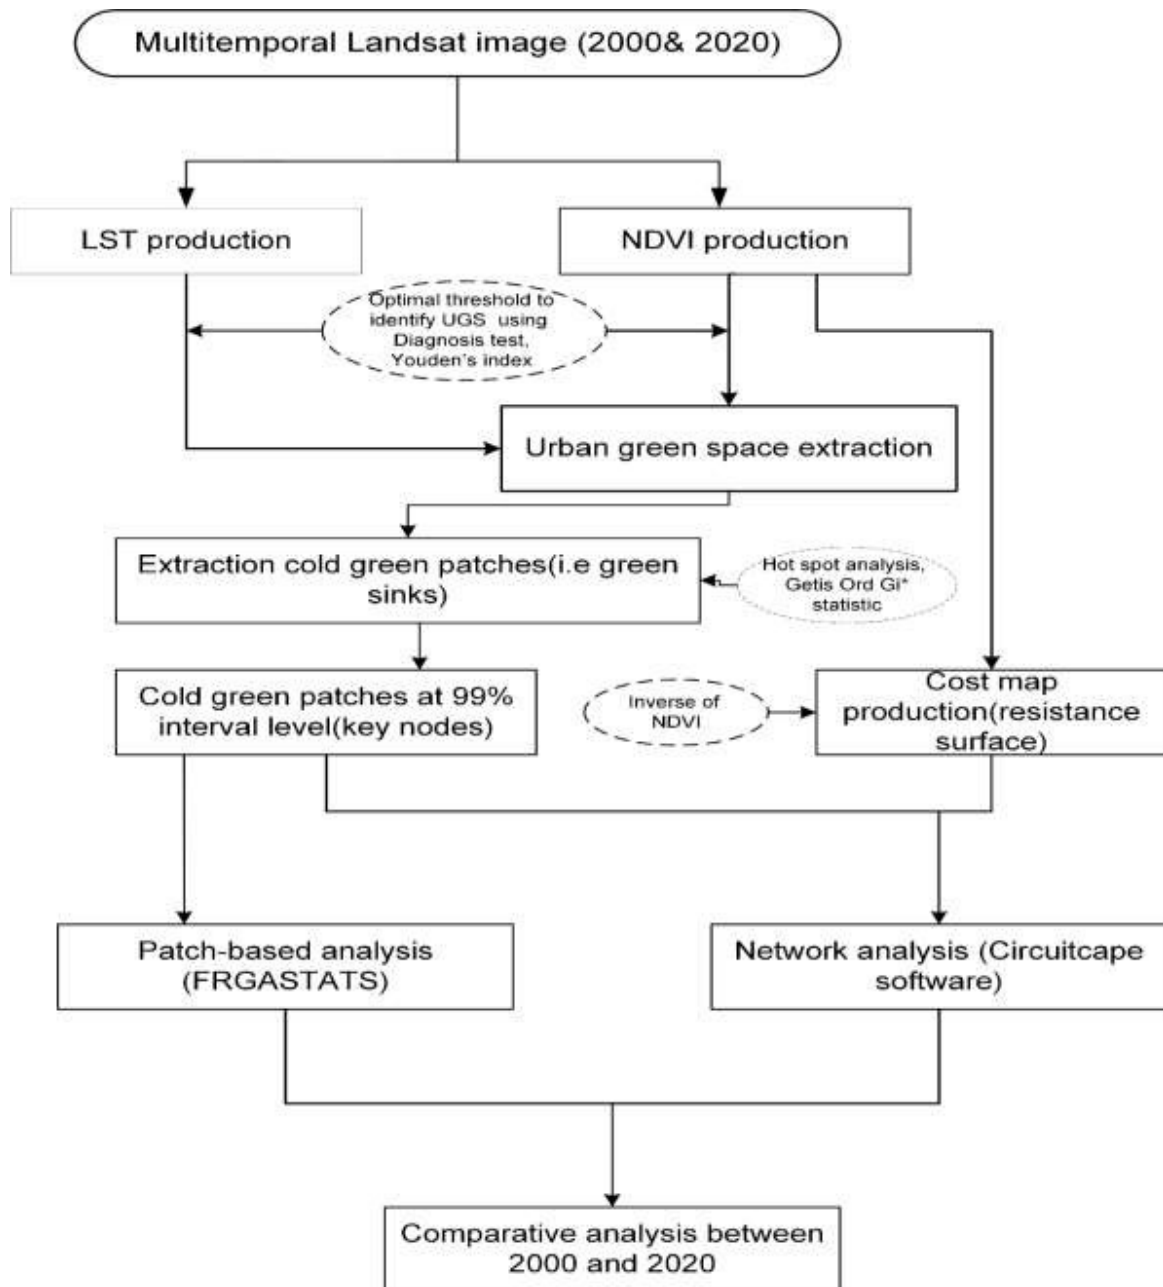 Multitemporal Landsat image (2000& 2020)
LST production
NDVI production
Optimal threshold to
identify UGS using
Diagnosis test,
Youden's index
Urban green space extraction
Extraction cold green patches(i.e green
sinks)
Hot spot analysis,
Getis Ord Gi*
statistic
Cold green patches at 99%
interval level(key nodes)
Inverse of
NDVI
Cost map
production(resistance
surface)
Patch-based analysis
(FRGASTATS)
Network analysis (Circuitcape
software)
Comparative analysis between
2000 and 2020